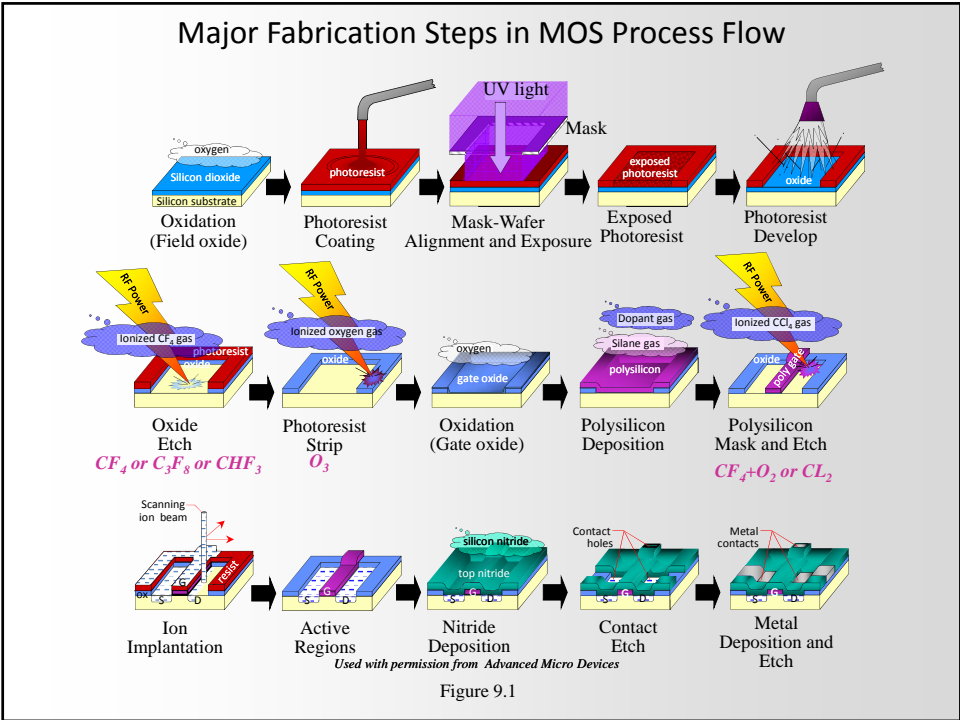 Major Fabrication Steps in MOS Process Flow
oxygen
Silicon dioxide
Silicon substrate
Oxidation
(Field oxide)
photoresist
Photoresist
Coating
UV light
Mask
Mask-Wafer
Alignment and Exposure
exposed
photoresist
Exposed
Photoresist
oxide
Photoresist
Develop
RF Power
Ionized CF4 gas
photoresist
oxide
Oxide
Etch
CF4 or C3F8 or CHF3
RF Power
Ionized oxygen gas
oxide
Photoresist
Strip
O3
oxygen
gate oxide
Oxidation
(Gate oxide)
Dopant gas
Silane gas
polysilicon
Polysilicon
Deposition
RF Power
Ionized CCl4 gas
oxide
poly gate
Polysilicon
Mask and Etch
CF4+O2 or CL2
Scanning
ion beam
resist
ox
G
S
D
Ion
Implantation
G
S
D
Active
Regions
silicon nitride
top nitride
G
S
D
Nitride
Deposition
Contact
holes
G
S
D
Contact
Etch
Metal
contacts
G
S
D
Metal
Deposition and
Etch
Used with permission from Advanced Micro Devices
Figure 9.1